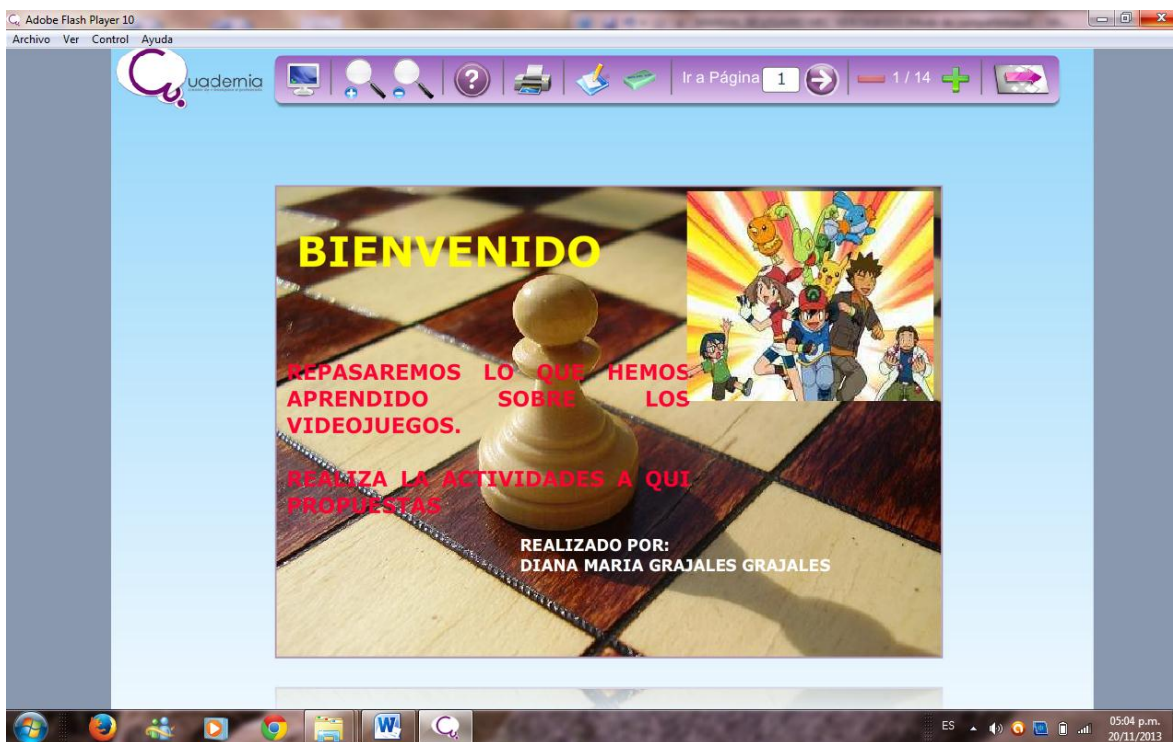 Adobe Flash Player 10
Archivo Ver Control Ayuda
Cuadernia
Ir a Página 1
1 / 14
BIENVENIDO
REPASAREMOS LO QUE HEMOS
APRENDIDO SOBRE LOS
VIDEOJUEGOS.
REALIZA LA ACTIVIDADES A QUI
PROPUESTAS
REALIZADO POR:
DIANA MARIA GRAJALES GRAJALES
ES
05:04 p.m.
20/11/2013